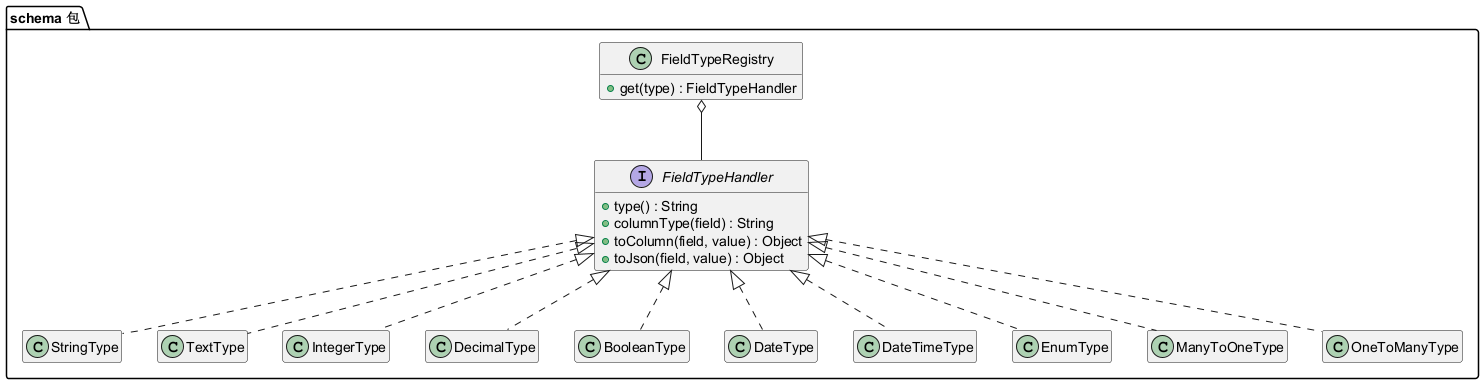 schema 包
C FieldTypeRegistry
get(type) : FieldTypeHandler
I FieldTypeHandler
type() : String
columnType(field) : String
toColumn(field, value) : Object
toJson(field, value) : Object
C StringType
C TextType
C IntegerType
C DecimalType
C BooleanType
C DateType
C DateTimeType
C EnumType
C ManyToOneType
C OneToManyType